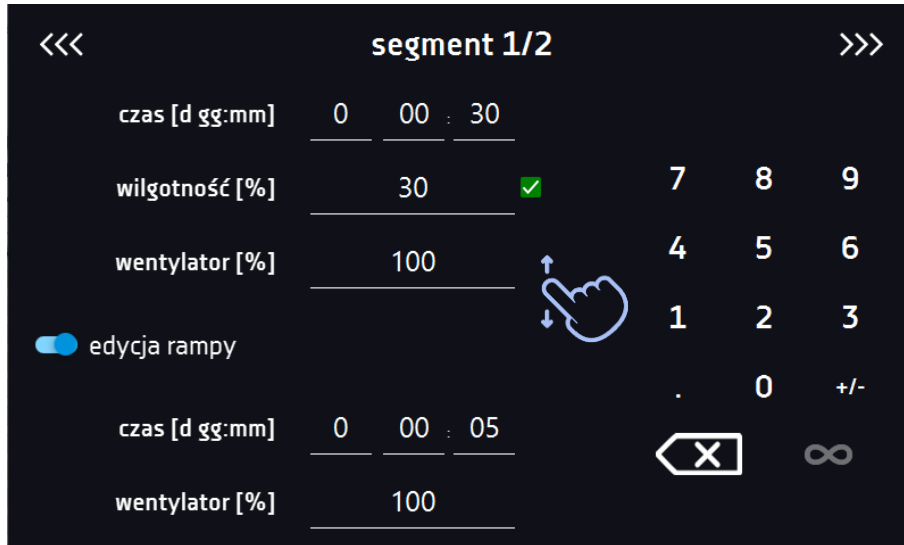 <<< segment 1/2 >>>
czas [d gg:mm] 0 00 : 30
wilgotność [%] 30
wentylator [%] 100
edycja rampy
czas [d gg:mm] 0 00 : 05
wentylator [%] 100
7 8 9
4 5 6
1 2 3
. 0 +/-
∞